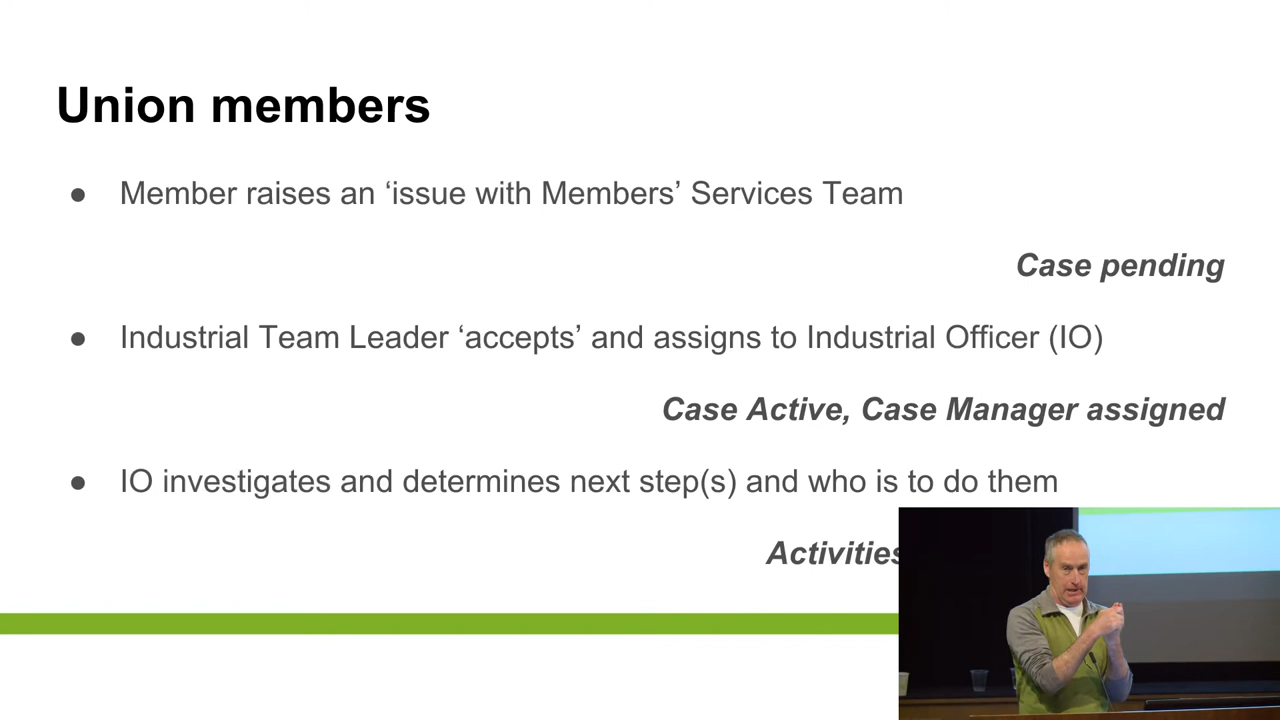 Union members
● Member raises an ‘issue with Members’ Services Team
Case pending
● Industrial Team Leader ‘accepts’ and assigns to Industrial Officer (IO)
Case Active, Case Manager assigned
● IO investigates and determines next step(s) and who is to do them
Activities